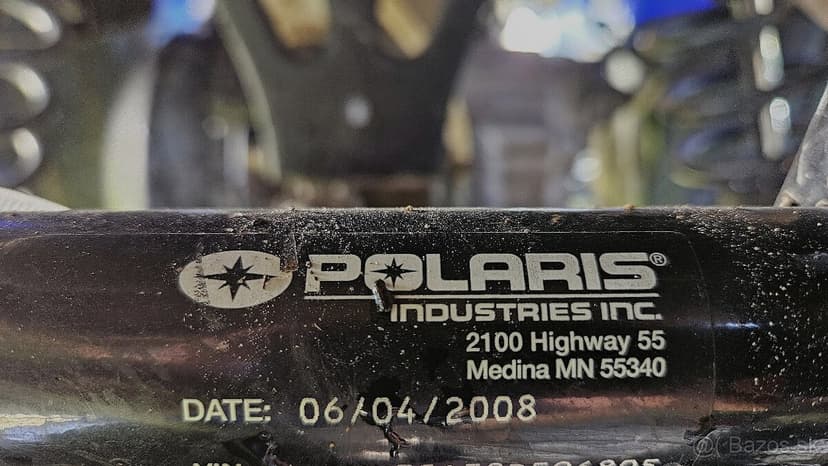 POLARIS®
INDUSTRIES INC.
2100 Highway 55
Medina MN 55340
DATE: 06/04/2008
@ Bazos.sk